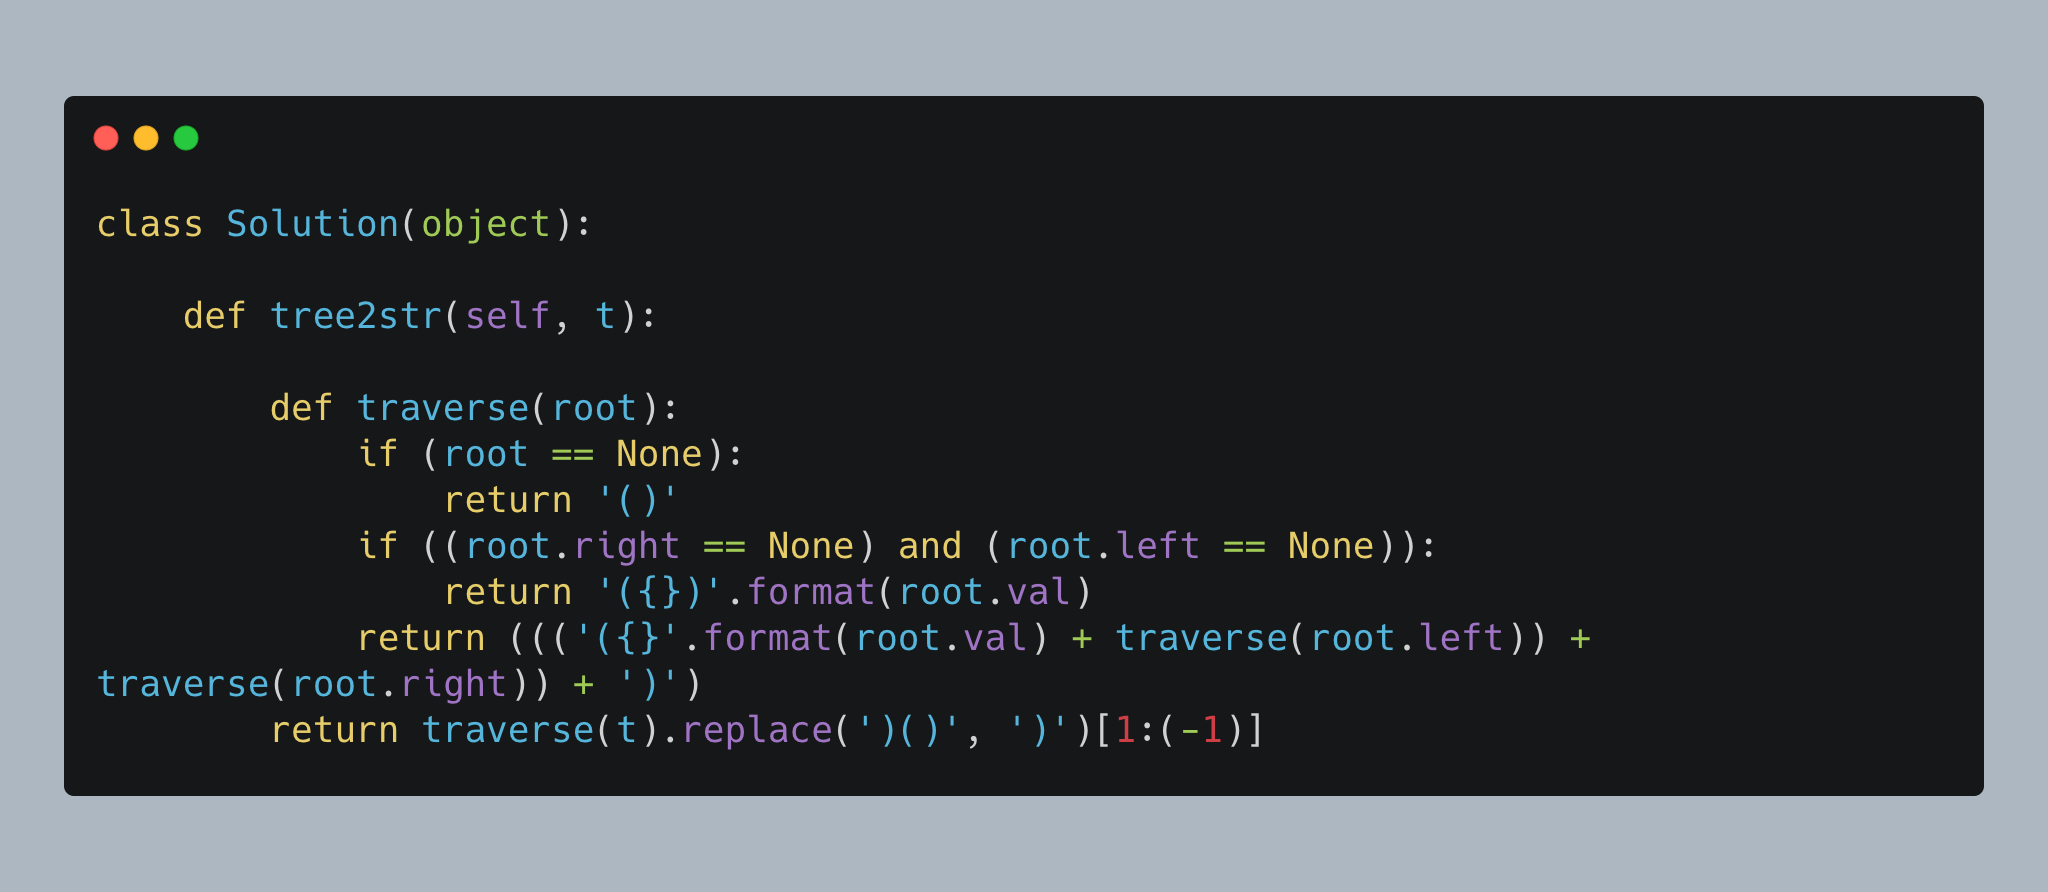 class Solution(object):

    def tree2str(self, t):

        def traverse(root):
            if (root == None):
                return '()'
            if ((root.right == None) and (root.left == None)):
                return '({})'.format(root.val)
            return ((('({}'.format(root.val) + traverse(root.left)) +
traverse(root.right)) + ')')
        return traverse(t).replace(')()', ')')[1:(-1)]